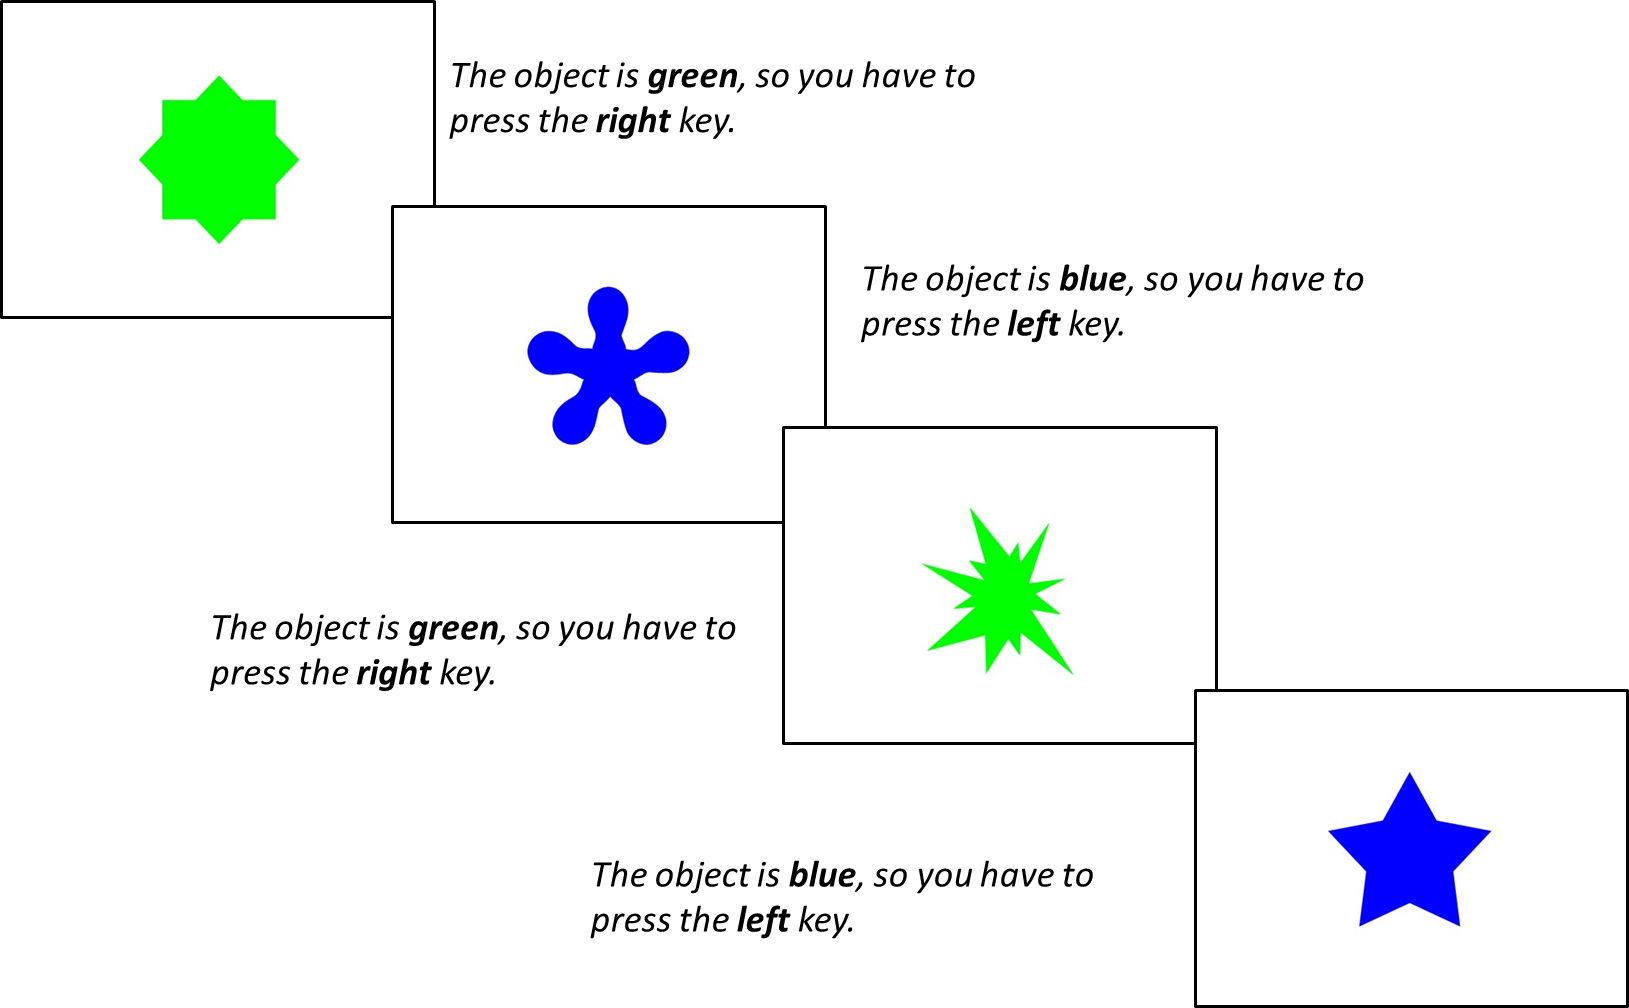 The object is green, so you have to
press the right key.
The object is blue, so you have to
press the left key.
The object is green, so you have to
press the right key.
The object is blue, so you have to
press the left key.